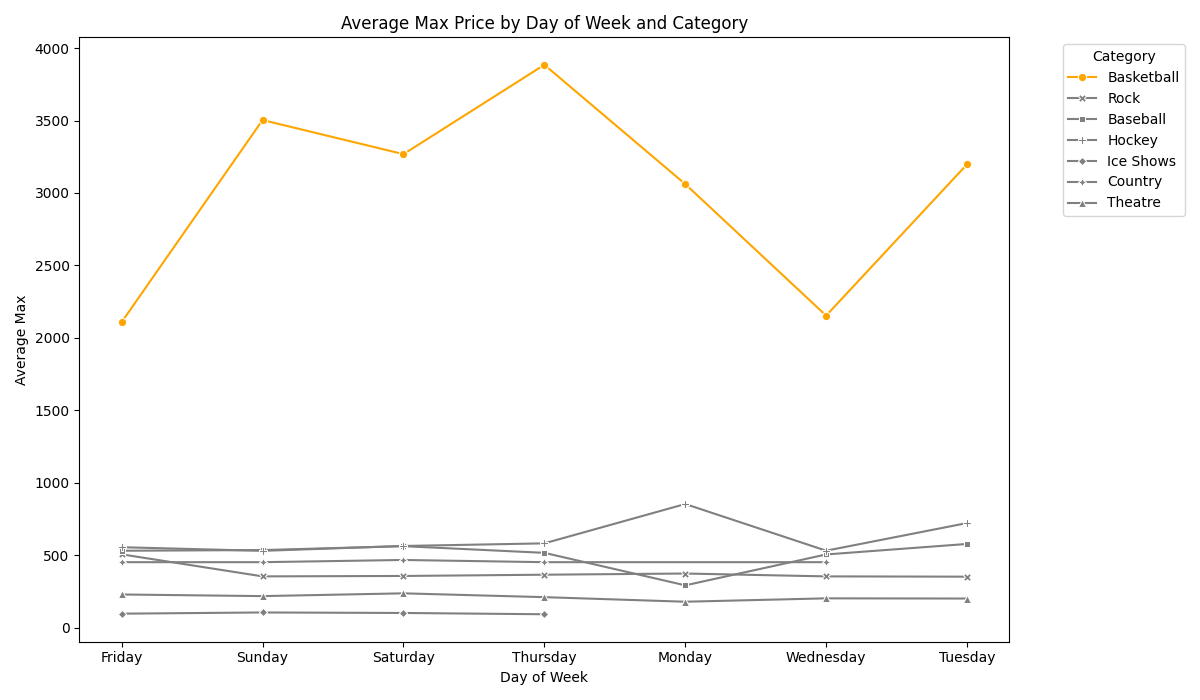 Average Max Price by Day of Week and Category
Average Max
4000
3500
3000
2500
2000
1500
1000
500
0
Friday Sunday Saturday Thursday Monday Wednesday Tuesday
Day of Week
Category
Basketball
Rock
Baseball
Hockey
Ice Shows
Country
Theatre